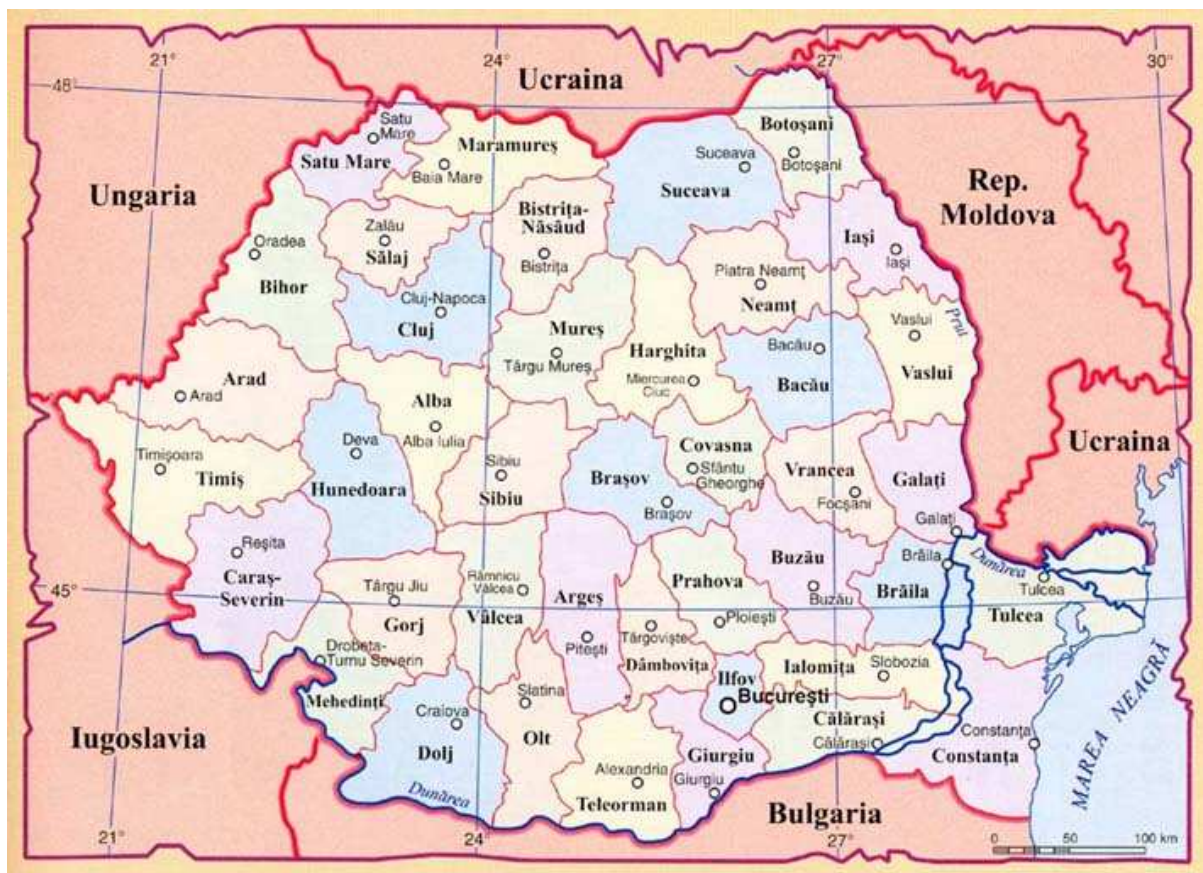 21°
24°
27°
30°
48°
Ucraina
Satu
Mare
Satu Mare
Maramureș
Baia Mare
Botoșani
Botoșani
Suceava
Suceava
Ungaria
Rep.
Moldova
Bistrița-
Năsăud
Bistrița
Zalău
Sălaj
Oradea
Bihor
Iași
Iași
Piatra Neamț
Neamț
Cluj-Napoca
Cluj
Mureș
Târgu Mureș
Harghita
Miercurea
Ciuc
Bacău
Bacău
Prut
Vaslui
Vaslui
Arad
Arad
Alba
Alba Iulia
Deva
Hunedoara
Timișoara
Timiș
Sibiu
Sibiu
Brașov
Brașov
Covasna
Sfântu
Gheorghe
Vrancea
Focșani
Galați
Galați
Ucraina
Reșița
Caraș-
Severin
Târgu Jiu
Gorj
Râmnicu
Vâlcea
Vâlcea
Argeș
Pitești
Prahova
Ploiești
Buzău
Buzău
Brăila
Brăila
Dunărea
Tulcea
Tulcea
45°
45°
Târgoviște
Dâmbovița
Drobeta-
Turnu Severin
Mehedinți
Slatina
Olt
Craiova
Dolj
Ilfov
București
Ialomița
Slobozia
Călărași
Călărași
Constanța
Constanța
MAREA NEAGRĂ
Iugoslavia
Giurgiu
Giurgiu
Alexandria
Teleorman
Dunărea
Bulgaria
21°
24°
27°
0 50 100 km